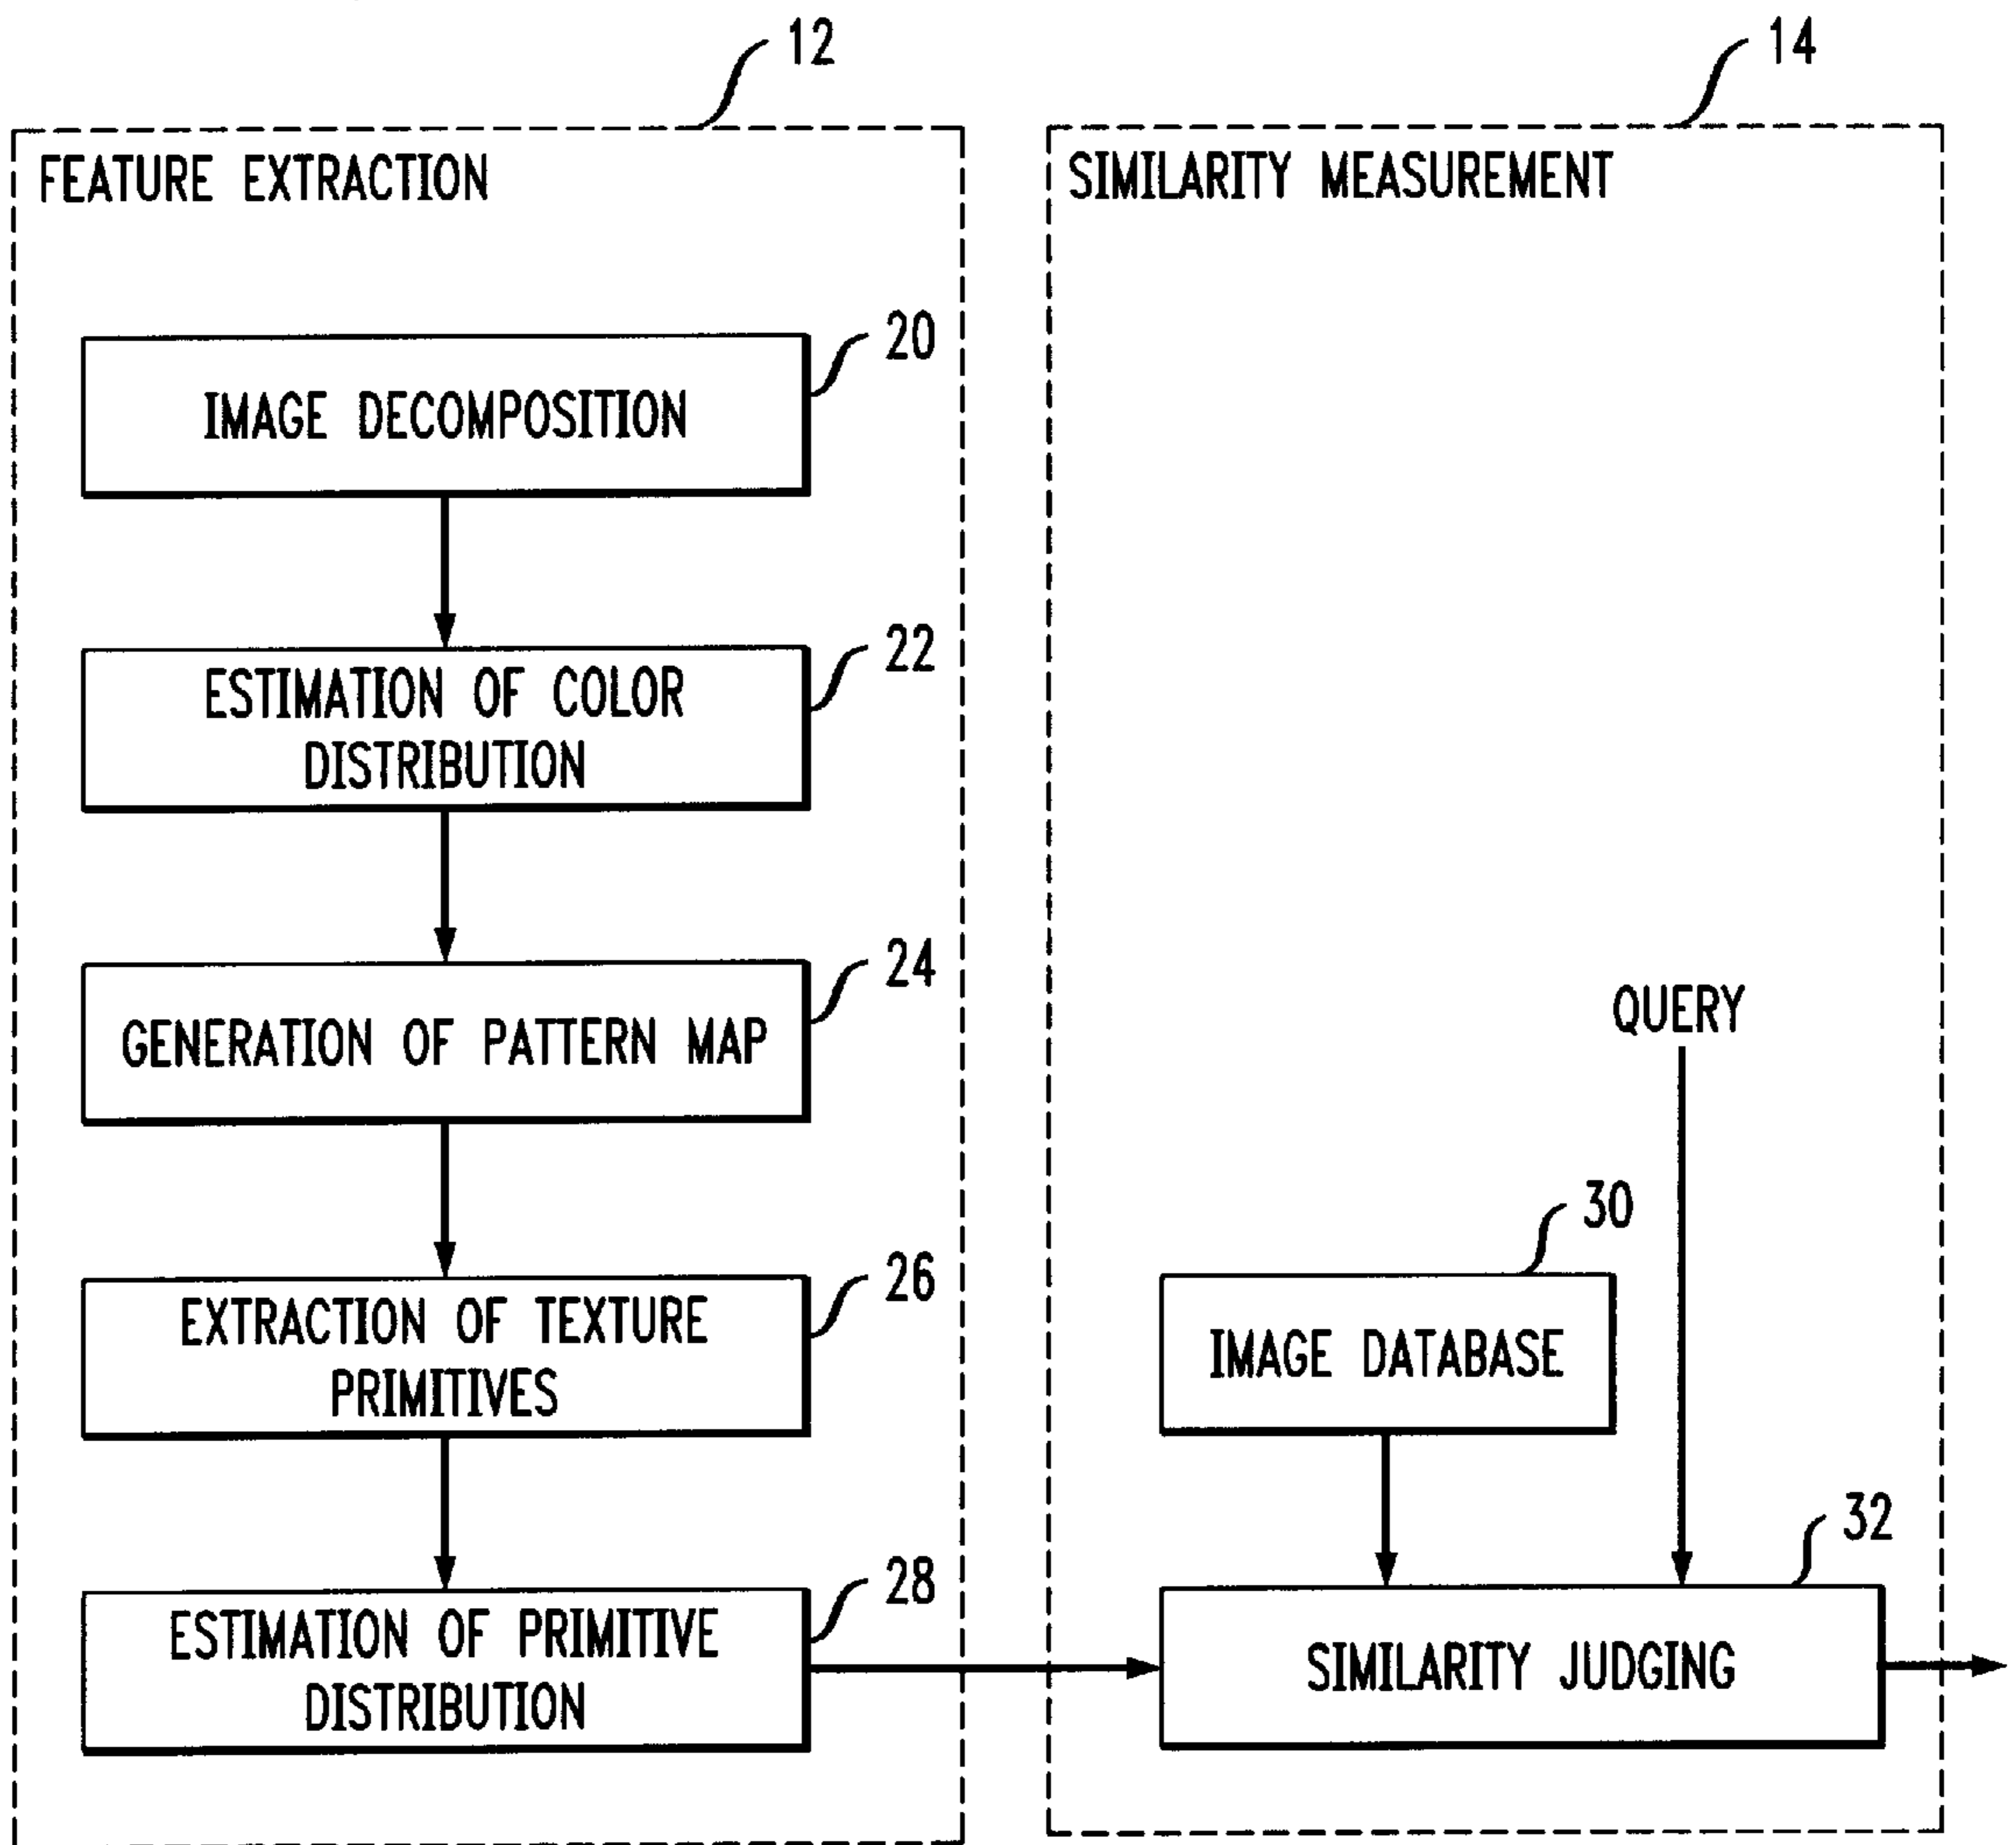 12
FEATURE EXTRACTION
20
IMAGE DECOMPOSITION
22
ESTIMATION OF COLOR
DISTRIBUTION
24
GENERATION OF PATTERN MAP
26
EXTRACTION OF TEXTURE
PRIMITIVES
28
ESTIMATION OF PRIMITIVE
DISTRIBUTION
14
SIMILARITY MEASUREMENT
QUERY
30
IMAGE DATABASE
32
SIMILARITY JUDGING